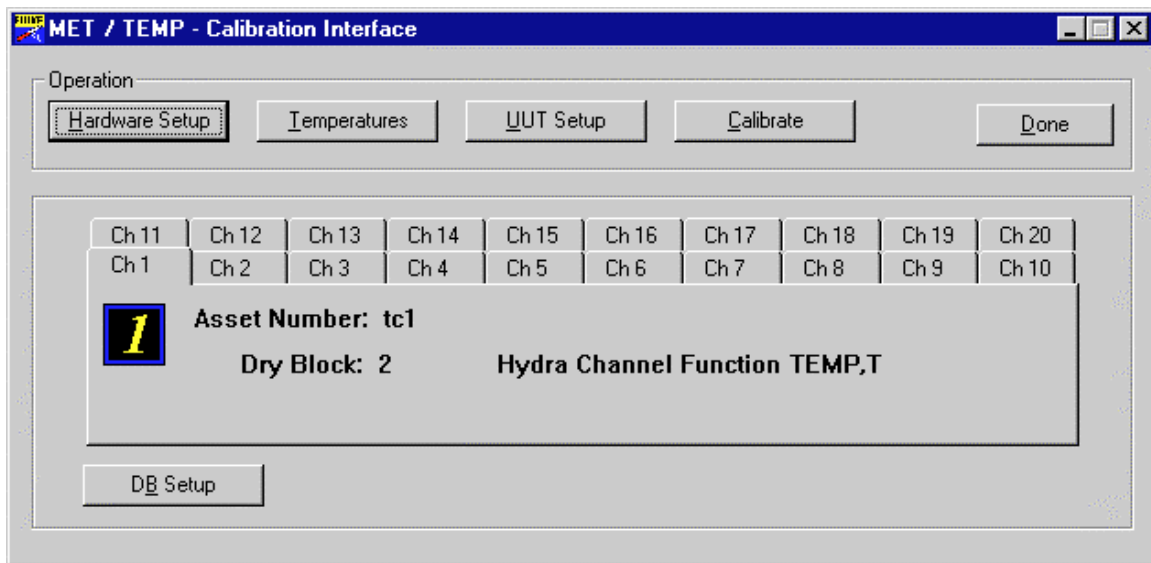 MET / TEMP - Calibration Interface
Operation
Hardware Setup Temperatures UUT Setup Calibrate Done
Ch 11 Ch 12 Ch 13 Ch 14 Ch 15 Ch 16 Ch 17 Ch 18 Ch 19 Ch 20
Ch 1 Ch 2 Ch 3 Ch 4 Ch 5 Ch 6 Ch 7 Ch 8 Ch 9 Ch 10
1 Asset Number: tc1
Dry Block: 2 Hydra Channel Function TEMP,T
DB Setup